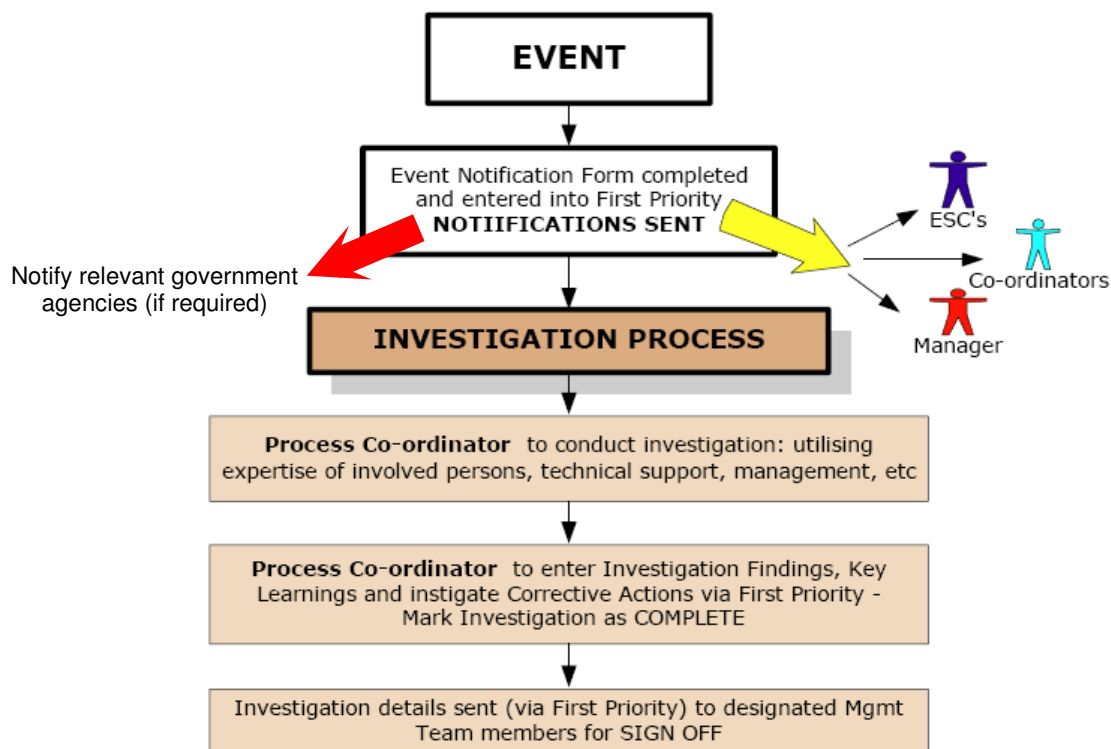 EVENT
Event Notification Form completed
and entered into First Priority
NOTIIFICATIONS SENT
ESC's
Co-ordinators
Manager
Notify relevant government
agencies (if required)
INVESTIGATION PROCESS
Process Co-ordinator to conduct investigation: utilising
expertise of involved persons, technical support, management, etc
Process Co-ordinator to enter Investigation Findings, Key
Learnings and instigate Corrective Actions via First Priority -
Mark Investigation as COMPLETE
Investigation details sent (via First Priority) to designated Mgmt
Team members for SIGN OFF